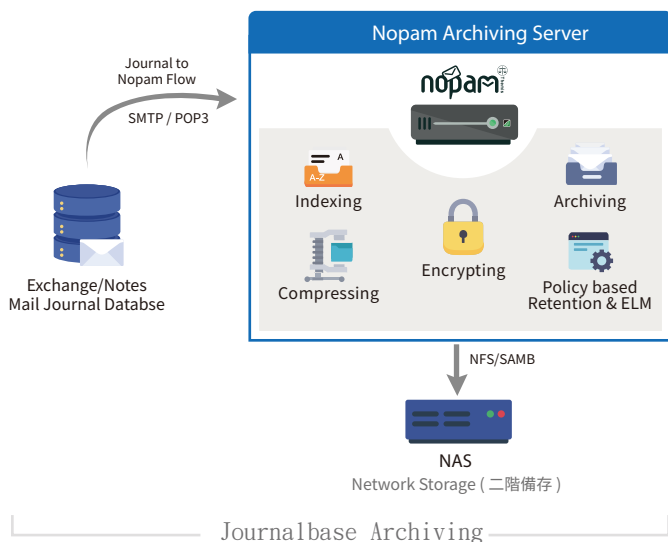 Nopam Archiving Server
Journal to
Nopam Flow
SMTP / POP3
nopam
A
A-Z
Indexing
Archiving
Encrypting
Compressing
Policy based
Retention & ELM
Exchange/Notes
Mail Journal Databse
NFS/SAMB
NAS
Network Storage ( 二階備存 )
Journalbase Archiving